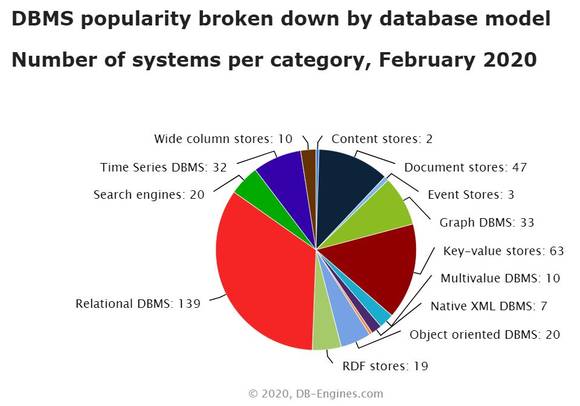 DBMS popularity broken down by database model
Number of systems per category, February 2020
Wide column stores: 10
Content stores: 2
Time Series DBMS: 32
Document stores: 47
Search engines: 20
Event Stores: 3
Graph DBMS: 33
Key-value stores: 63
Multivalue DBMS: 10
Relational DBMS: 139
Native XML DBMS: 7
Object oriented DBMS: 20
RDF stores: 19
© 2020, DB-Engines.com